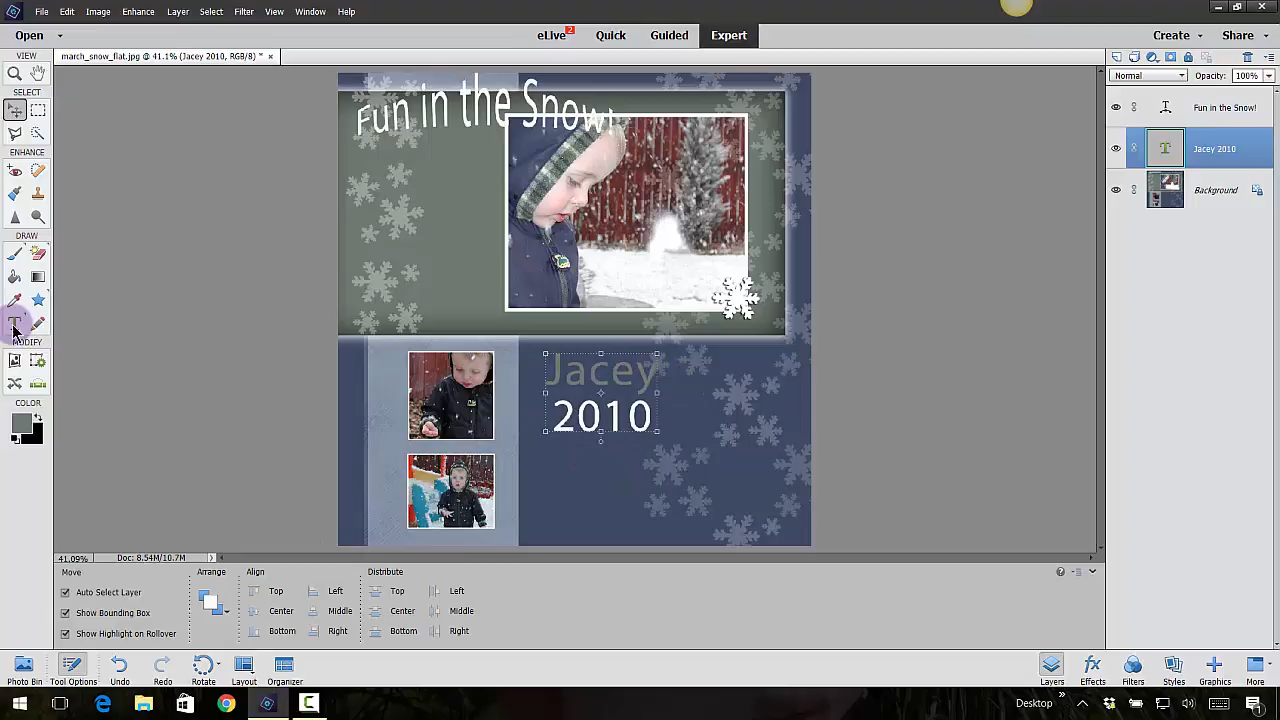 File Edit Image Enhance Layer Select Filter View Window Help
Open eLive 2 Quick Guided Expert Create Share
march_snow_flat.jpg @ 41.1% (Jacey 2010, RGB/8) * ×
VIEW
SELECT
ENHANCE
DRAW
MODIFY
COLOR
Normal Opacity: 100%
Fun in the Snow!
Jacey 2010
Background
Fun in the Snow!
Jacey
2010
41.09% Doc: 8.54M/10.7M
Move Arrange Align Distribute
Auto Select Layer Top Left Top Left
Show Bounding Box Center Middle Center Middle
Show Highlight on Rollover Bottom Right Bottom Right
Photo Bin Tool Options Undo Redo Rotate Layout Organizer Layers Effects Filters Styles Graphics More
Desktop